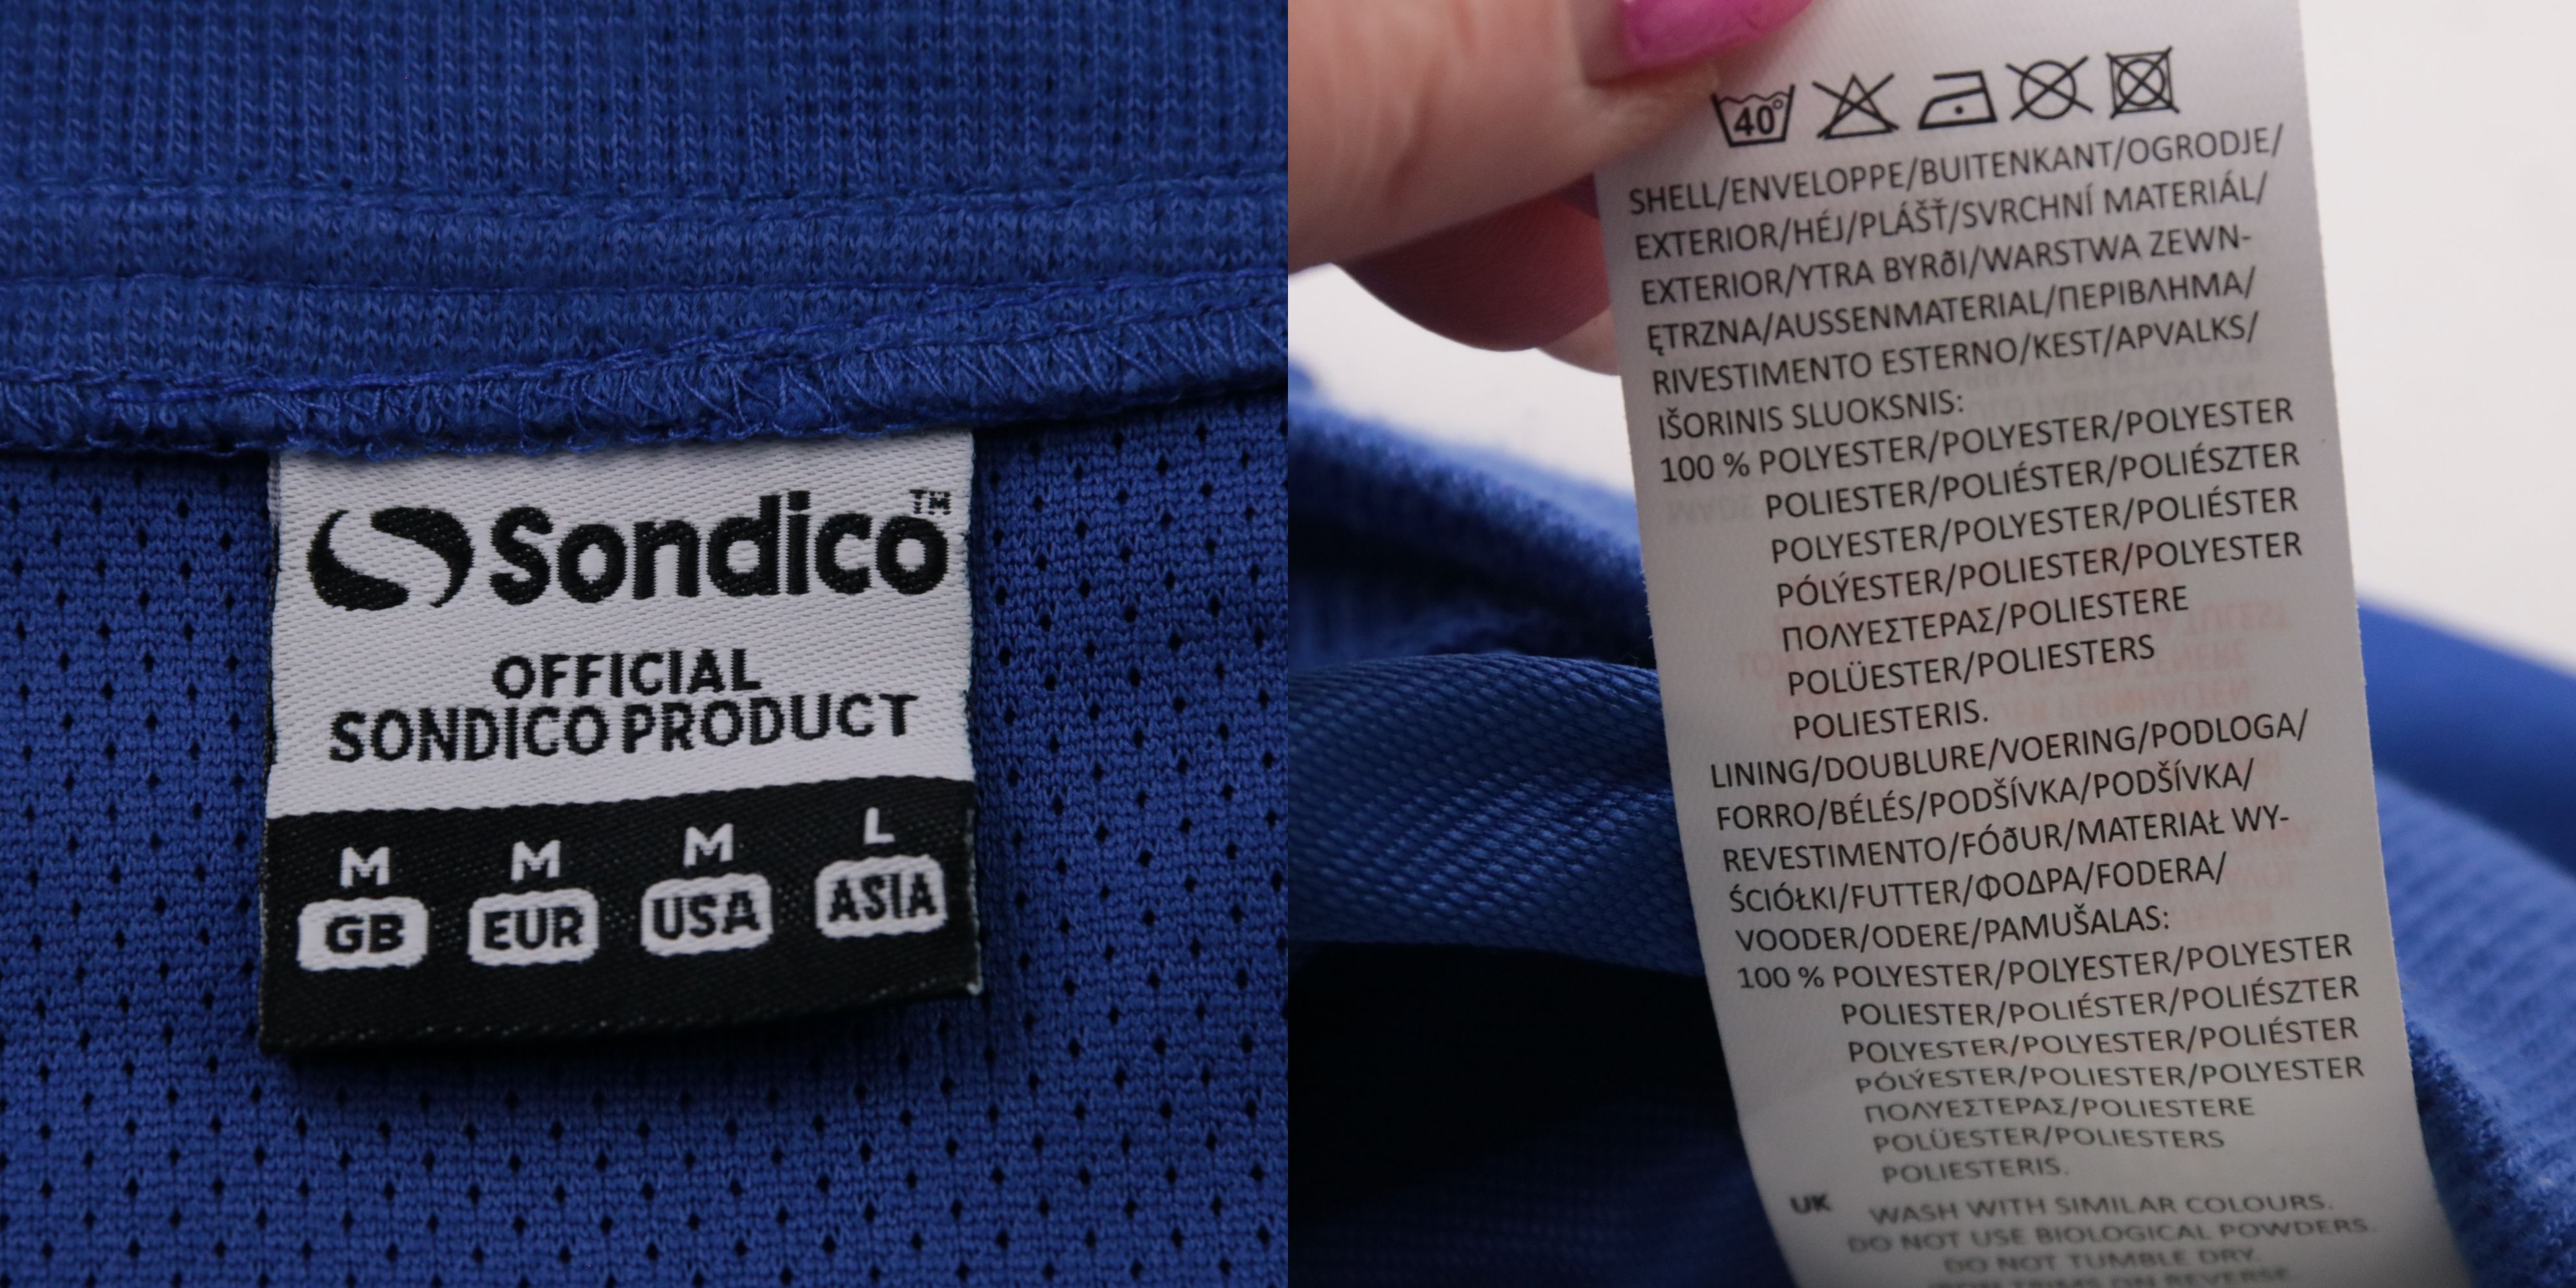 Sondico™
OFFICIAL
SONDICO PRODUCT
M M M L
GB EUR USA ASIA
40°
SHELL/ENVELOPPE/BUITENKANT/OGRODJE/
EXTERIOR/HÉJ/PLÁŠŤ/SVRCHNÍ MATERIÁL/
EXTERIOR/YTRA BYRðI/WARSTWA ZEWN-
ĘTRZNA/AUSSENMATERIAL/ΠΕΡΙΒΛΗΜΑ/
RIVESTIMENTO ESTERNO/KEST/APVALKS/
IŠORINIS SLUOKSNIS:
100 % POLYESTER/POLYESTER/POLYESTER
POLIESTER/POLIÉSTER/POLIÉSZTER
POLYESTER/POLYESTER/POLIÉSTER
PÓLÝESTER/POLIESTER/POLYESTER
ΠΟΛΥΕΣΤΕΡΑΣ/POLIESTERE
POLÜESTER/POLIESTERS
POLIESTERIS.
LINING/DOUBLURE/VOERING/PODLOGA/
FORRO/BÉLÉS/PODŠÍVKA/PODŠÍVKA/
REVESTIMENTO/FÓðUR/MATERIAŁ WY-
ŚCIÓŁKI/FUTTER/ΦΟΔΡΑ/FODERA/
VOODER/ODERE/PAMUŠALAS:
100 % POLYESTER/POLYESTER/POLYESTER
POLIESTER/POLIÉSTER/POLIÉSZTER
POLYESTER/POLYESTER/POLIÉSTER
PÓLÝESTER/POLIESTER/POLYESTER
ΠΟΛΥΕΣΤΕΡΑΣ/POLIESTERE
POLÜESTER/POLIESTERS
POLIESTERIS.
UK WASH WITH SIMILAR COLOURS.
DO NOT USE BIOLOGICAL POWDERS.
DO NOT TUMBLE DRY.
TRIMS ON REVERSE